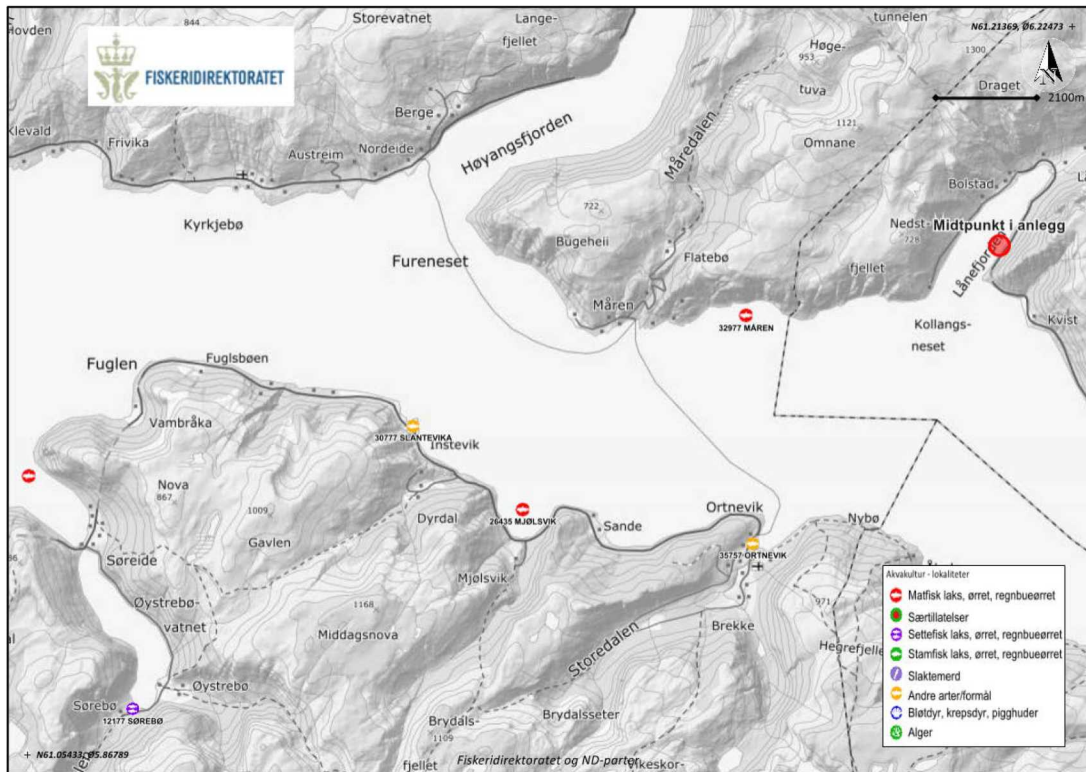 844
Storevatnet
Lange-
fjellet
tunnelen
N61.21369, Ø6.22473 +
Hovden
FISKERIDIREKTORATET
Høge-
953
tuva
1300
N
Draget
2100m
Berge
Høyangsfjorden
Måredalen
1121
Omnane
Klevald
Frivika
Austreim
Nordeide
Bolstad
Kyrkjebø
722
Bugeheii
Nedst-
728
fjellet
Midtpunkt i anlegg
Lånefjorden
Fureneset
Flatebø
Måren
32977 MÅREN
Kollangs-
neset
Kvist
Fuglen
Fuglsbøen
Vambråka
30777 SLANTEVIKA
Instevik
Nova
867
1009
Gavlen
Dyrdal
26435 MJØLSVIK
Sande
Ortnevik
Nybø
35757 ORTNEVIK
Søreide
Mjølsvik
Øystrebø-
vatnet
1168
Middagsnova
Storedalen
Brekke
971
Hegrefjellet
Øystrebø
Sørebø
12177 SØREBØ
Brydals-
1109
fjellet
Brydalsseter
Vikeskor-
+ N61.05433, Ø5.86789
Fiskeridirektoratet og ND-parter
Akvakultur - lokaliteter
Matfisk laks, ørret, regnbueørret
Særtillatelser
Settefisk laks, ørret, regnbueørret
Stamfisk laks, ørret, regnbueørret
Slaktemerd
Andre arter/formål
Bløtdyr, krepsdyr, pigghuder
Alger